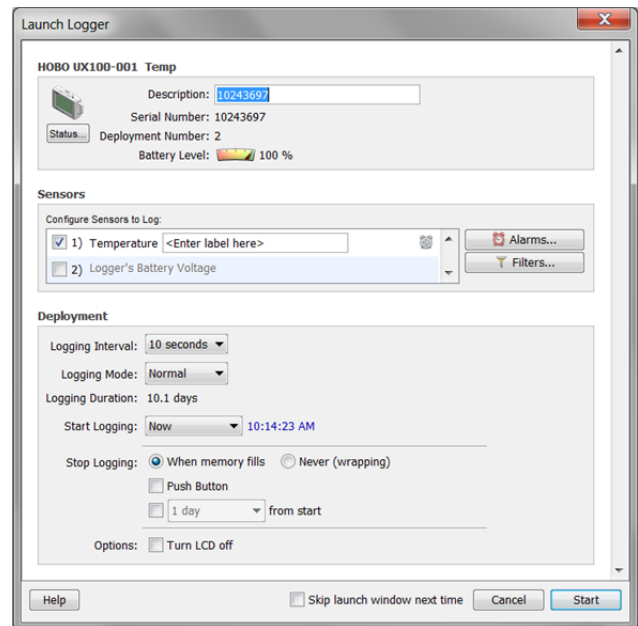 Launch Logger
HOBO UX100-001 Temp
Description: 10243697
Serial Number: 10243697
Status... Deployment Number: 2
Battery Level: 100 %
Sensors
Configure Sensors to Log:
1) Temperature <Enter label here>
Alarms...
2) Logger's Battery Voltage
Filters...
Deployment
Logging Interval: 10 seconds
Logging Mode: Normal
Logging Duration: 10.1 days
Start Logging: Now 10:14:23 AM
Stop Logging: When memory fills Never (wrapping)
Push Button
1 day from start
Options: Turn LCD off
Help Skip launch window next time Cancel Start